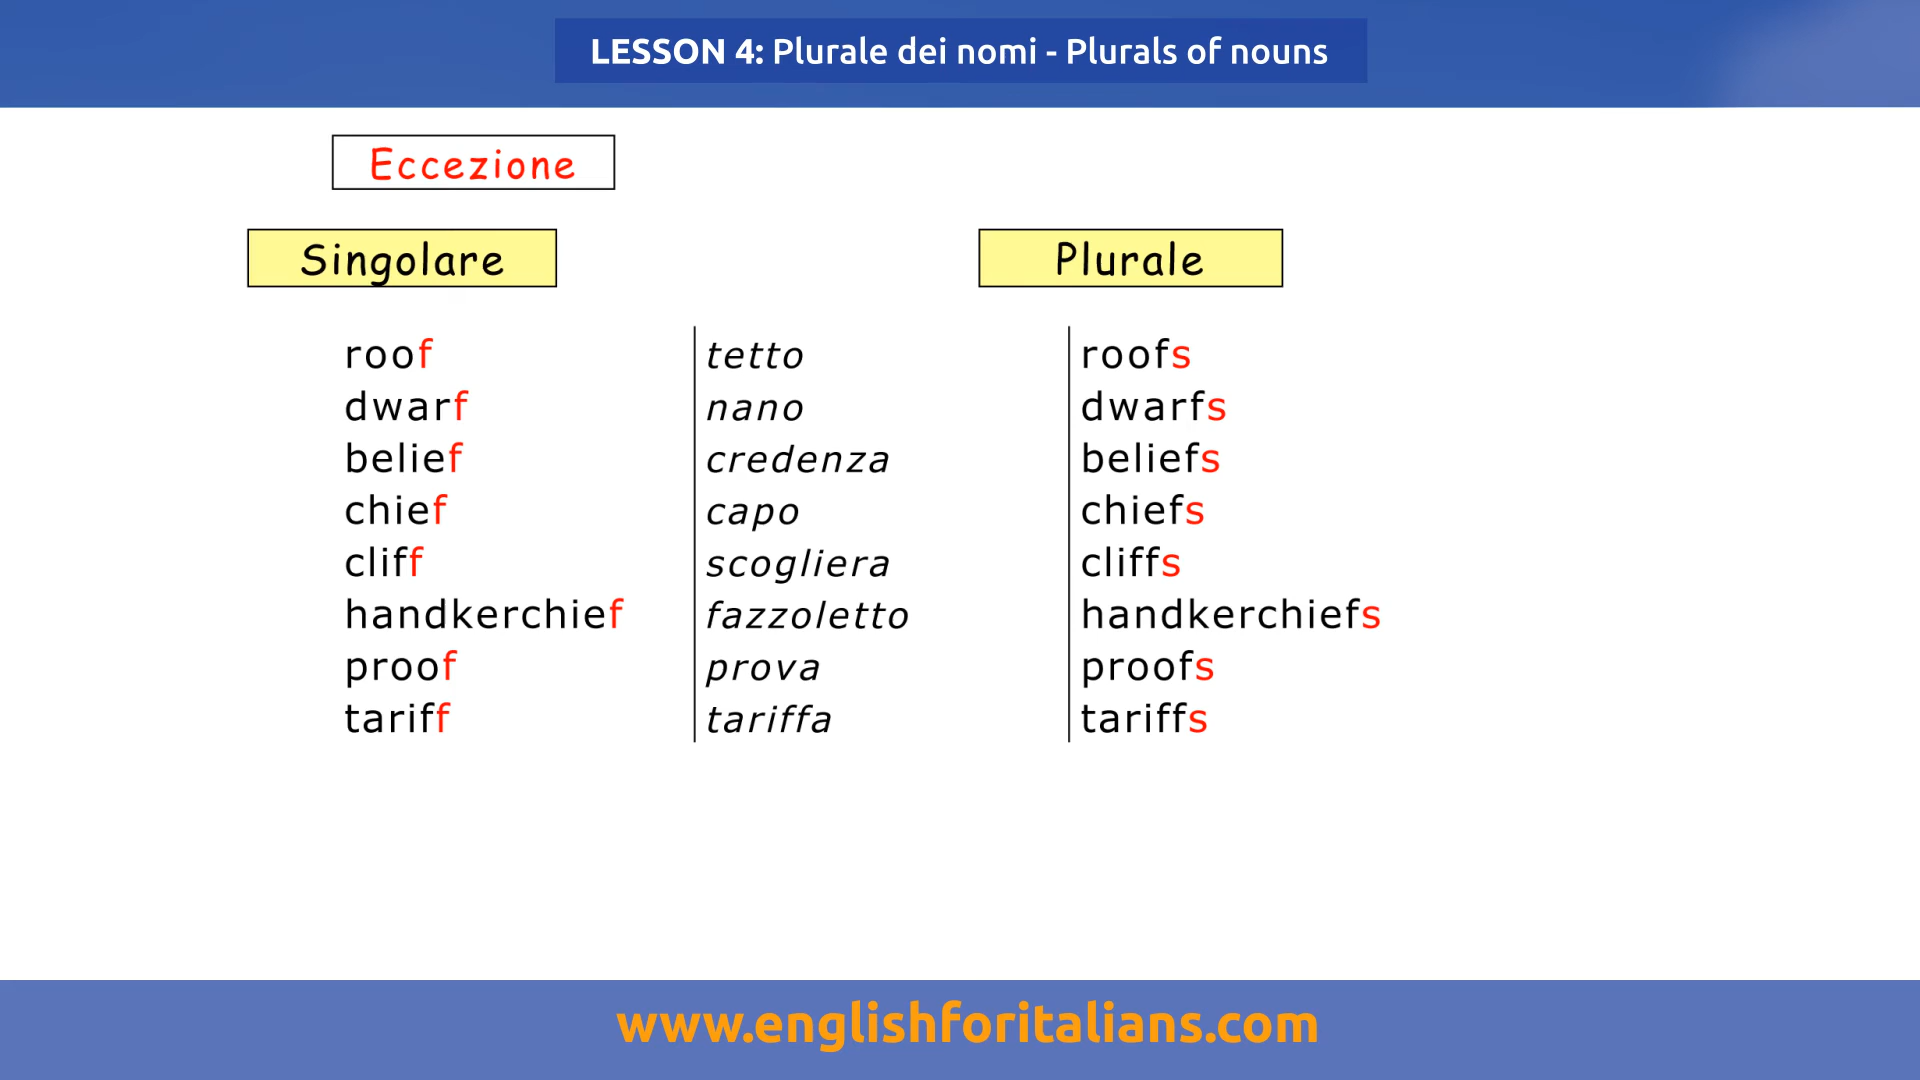 LESSON 4: Plurale dei nomi - Plurals of nouns
Eccezione
Singolare Plurale
roof tetto roofs
dwarf nano dwarfs
belief credenza beliefs
chief capo chiefs
cliff scogliera cliffs
handkerchief fazzoletto handkerchiefs
proof prova proofs
tariff tariffa tariffs
www.englishforitalians.com